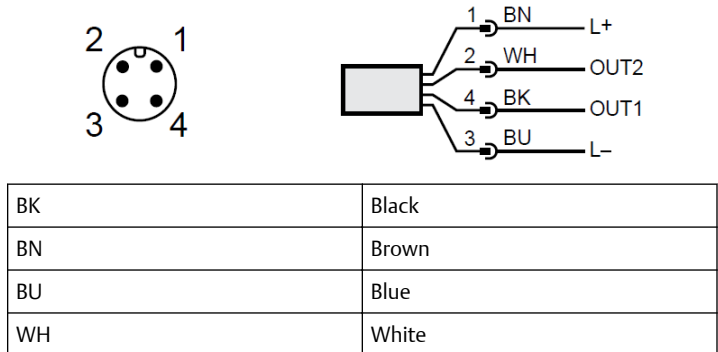 2 1
3 4
1 BN L+
2 WH OUT2
4 BK OUT1
3 BU L–
BK Black
BN Brown
BU Blue
WH White